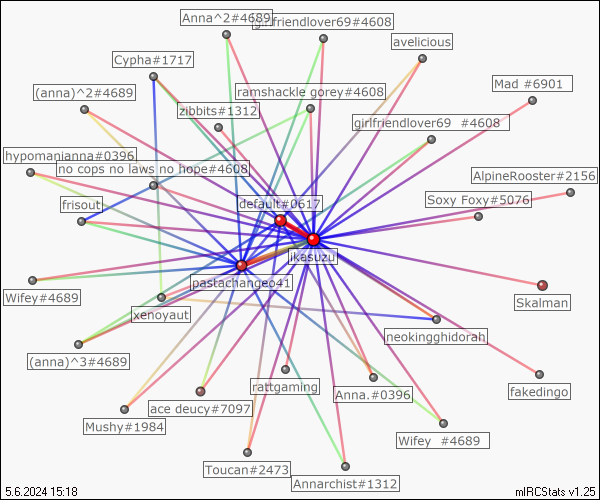 Anna^2#4689
girlfriendlover69#4608
avelicious
Cypha#1717
Mad #6901
(anna)^2#4689
ramshackle gorey#4608
zibbits#1312
girlfriendlover69 #4608
hypomanianna#0396
no cops no laws no hope#4608
AlpineRooster#2156
Soxy Foxy#5076
frisout
default#0617
ikasuzu
pastachangeo41
Wifey#4689
xenoyaut
Skalman
neokingghidorah
(anna)^3#4689
rattgaming
Anna.#0396
fakedingo
ace deucy#7097
Mushy#1984
Wifey #4689
Toucan#2473
Annarchist#1312
5.6.2024 15:18
mIRCStats v1.25